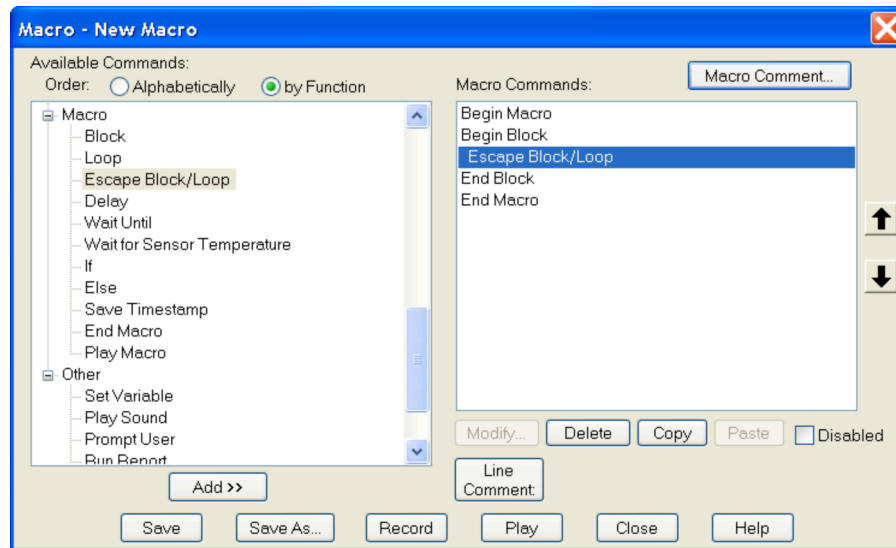 Macro - New Macro
Available Commands:
Order: Alphabetically by Function
Macro
Block
Loop
Escape Block/Loop
Delay
Wait Until
Wait for Sensor Temperature
If
Else
Save Timestamp
End Macro
Play Macro
Other
Set Variable
Play Sound
Prompt User
Run Report
Add >>
Macro Commands:
Macro Comment...
Begin Macro
Begin Block
Escape Block/Loop
End Block
End Macro
Modify... Delete Copy Paste Disabled
Line
Comment:
Save Save As... Record Play Close Help